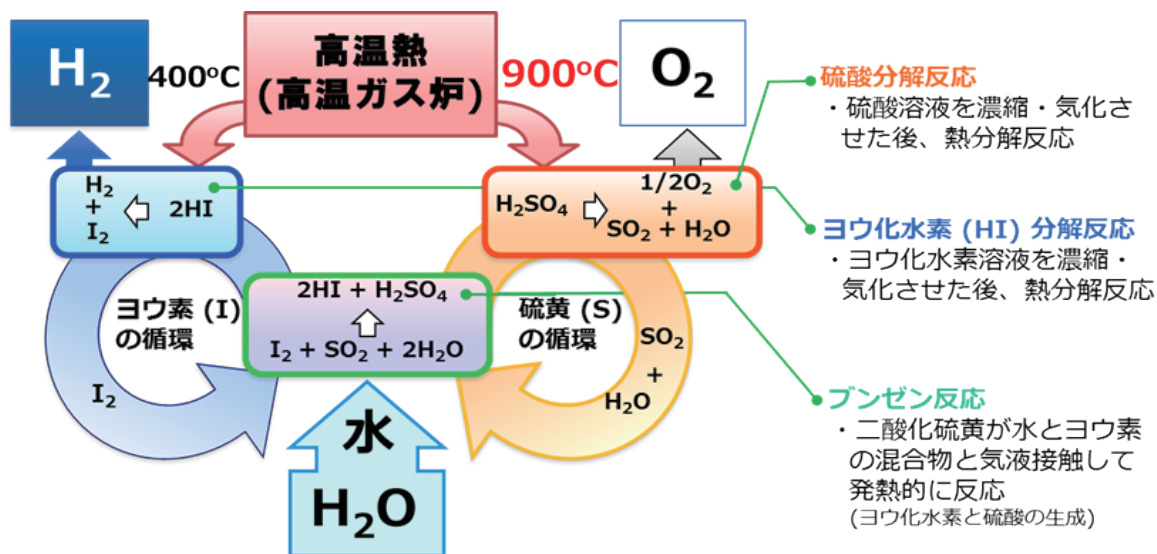 H₂
400℃
高温熱
(高温ガス炉)
900℃
O₂
H₂
+
I₂
2HI
H₂SO₄
1/2O₂
+
SO₂ + H₂O
2HI + H₂SO₄
I₂ + SO₂ + 2H₂O
ヨウ素 (I)
の循環
硫黄 (S)
の循環
I₂
SO₂
+
H₂O
水
H₂O
硫酸分解反応
・硫酸溶液を濃縮・気化さ
せた後、熱分解反応
ヨウ化水素 (HI) 分解反応
・ヨウ化水素溶液を濃縮・
気化させた後、熱分解反応
ブンゼン反応
・二酸化硫黄が水とヨウ素
の混合物と気液接触して
発熱的に反応
(ヨウ化水素と硫酸の生成)